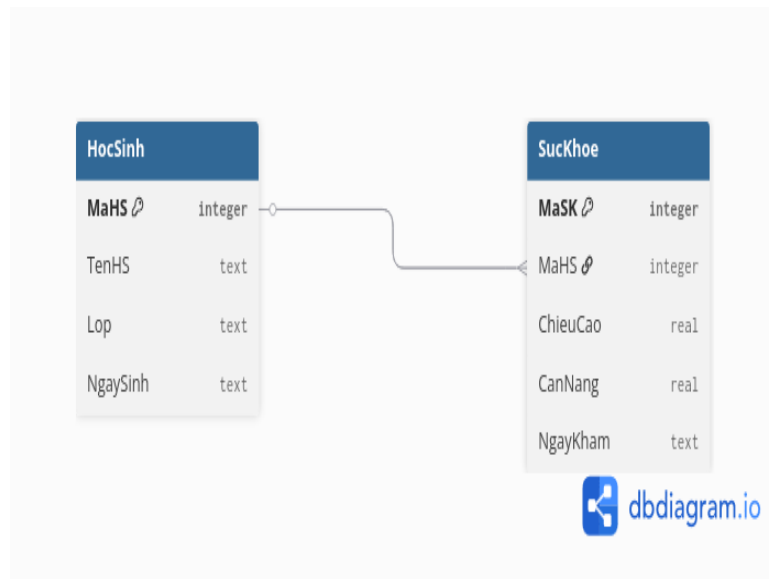 HocSinh
MaHS integer
TenHS text
Lop text
NgaySinh text
SucKhoe
MaSK integer
MaHS integer
ChieuCao real
CanNang real
NgayKham text
dbdiagram.io